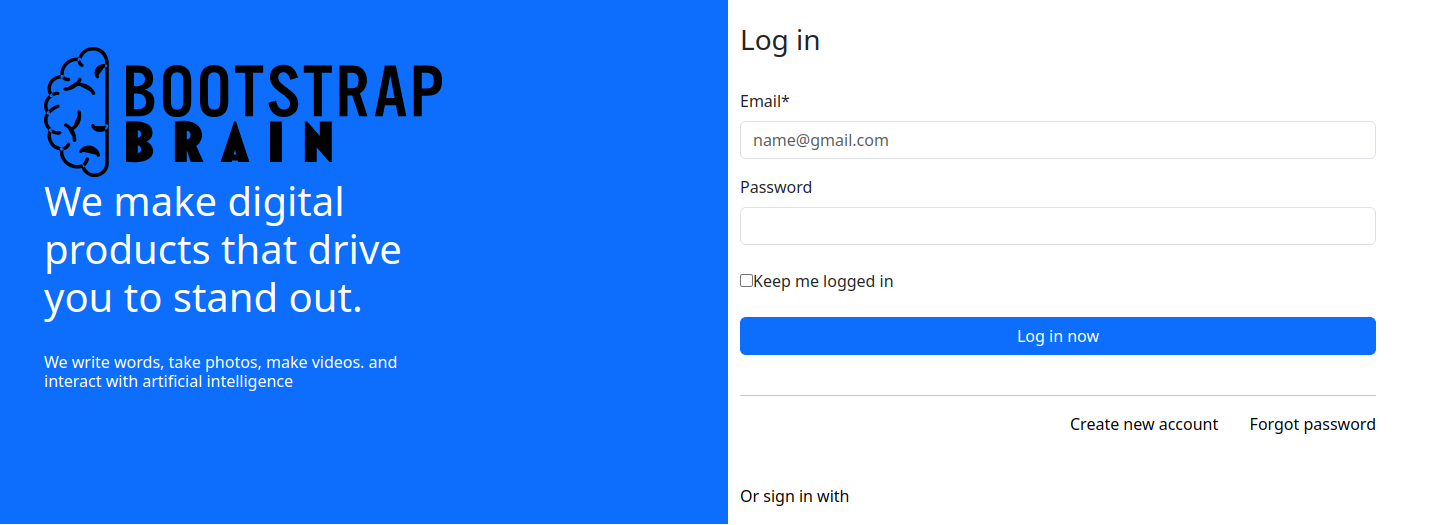 BOOTSTRAP
BRAIN
We make digital
products that drive
you to stand out.
We write words, take photos, make videos. and
interact with artificial intelligence
Log in
Email*
name@gmail.com
Password
Keep me logged in
Log in now
Create new account Forgot password
Or sign in with